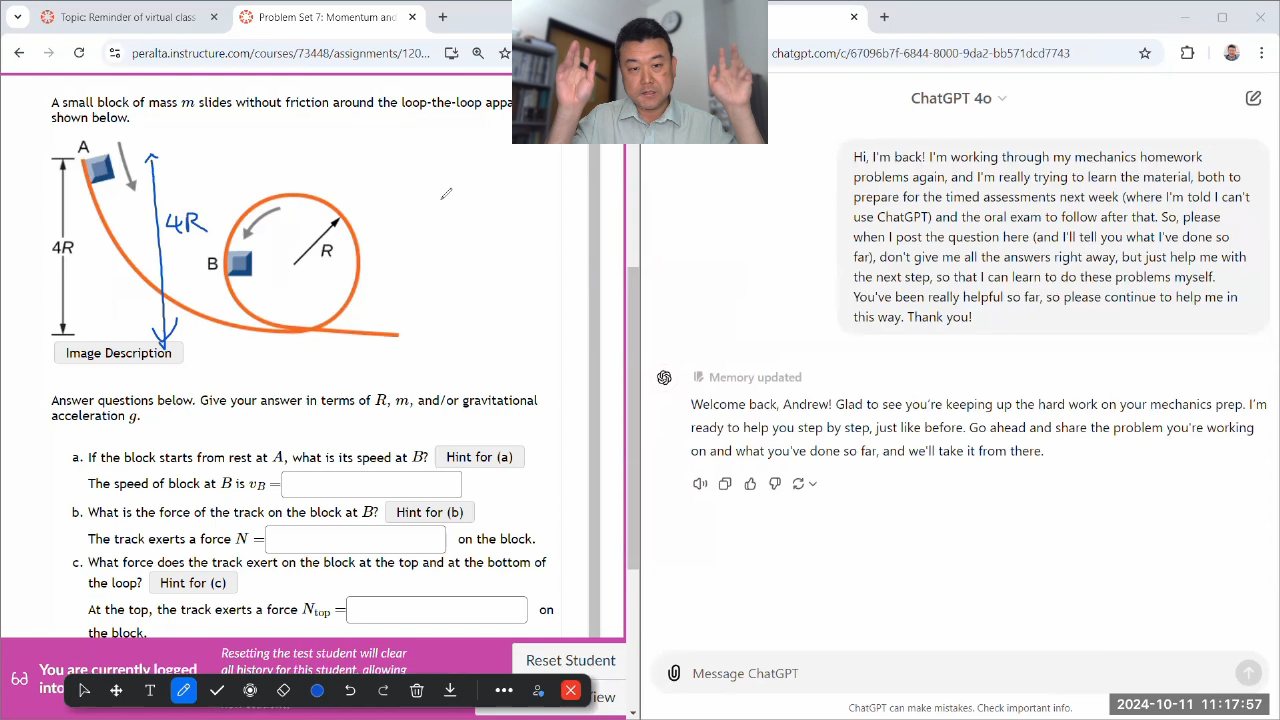 Topic: Reminder of virtual class
Problem Set 7: Momentum and
peralta.instructure.com/courses/73448/assignments/120...
chatgpt.com/c/67096b7f-6844-8000-9da2-bb571dcd7743
A small block of mass m slides without friction around the loop-the-loop appa
shown below.
A
4R
4R
B
R
Image Description
Answer questions below. Give your answer in terms of R, m, and/or gravitational
acceleration g.
a. If the block starts from rest at A, what is its speed at B? Hint for (a)
The speed of block at B is vB =
b. What is the force of the track on the block at B? Hint for (b)
The track exerts a force N = on the block.
c. What force does the track exert on the block at the top and at the bottom of
the loop? Hint for (c)
At the top, the track exerts a force Ntop = on
the block.
You are currently logged
into
Resetting the test student will clear
all history for this student, allowing
Reset Student
View
ChatGPT 4o
Hi, I'm back! I'm working through my mechanics homework
problems again, and I'm really trying to learn the material, both to
prepare for the timed assessments next week (where I'm told I can't
use ChatGPT) and the oral exam to follow after that. So, please
when I post the question here (and I'll tell you what I've done so
far), don't give me all the answers right away, but just help me with
the next step, so that I can learn to do these problems myself.
You've been really helpful so far, so please continue to help me in
this way. Thank you!
Memory updated
Welcome back, Andrew! Glad to see you're keeping up the hard work on your mechanics prep. I'm
ready to help you step by step, just like before. Go ahead and share the problem you're working
on and what you've done so far, and we'll take it from there.
Message ChatGPT
ChatGPT can make mistakes. Check important info.
2024-10-11 11:17:57